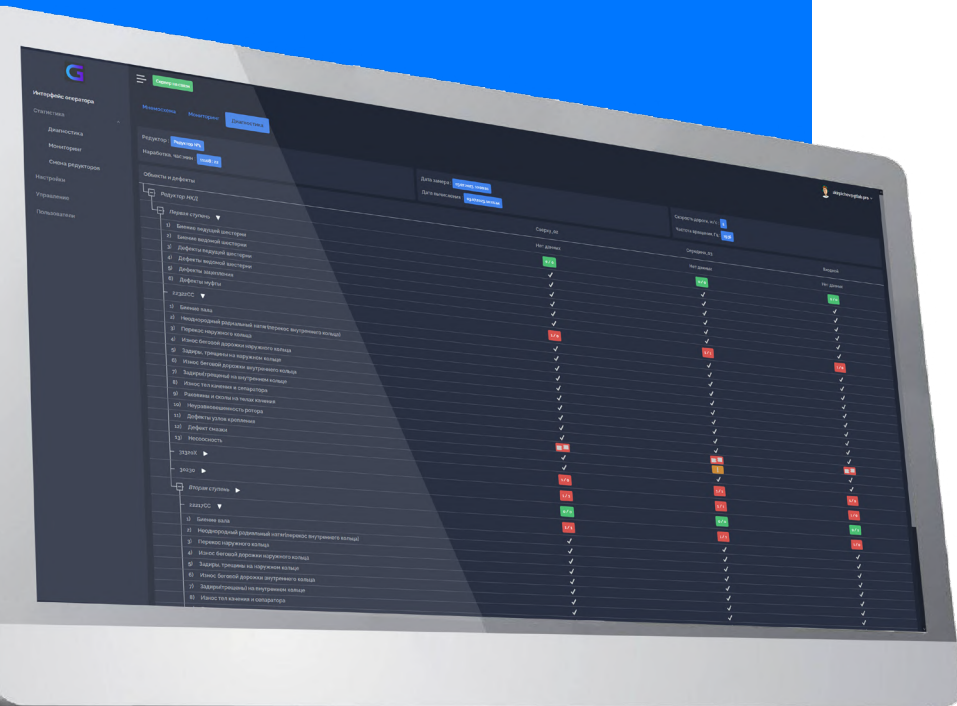 G
Интерфейс оператора
Статистика
Диагностика
Мониторинг
Смена редукторов
Настройки
Управление
Пользователи
Мнемосхема Мониторинг Диагностика
Редуктор: Редуктор №1
Наработка, час:мин
Дата замера
Дата вычисления
Скорость дороги, м/с
Частота вращения, Гц
Объекты и дефекты
Редуктор НКД
Первая ступень
1) Биение ведущей шестерни
2) Биение ведомой шестерни
3) Дефекты ведущей шестерни
4) Дефекты ведомой шестерни
5) Дефекты зацепления
6) Дефекты муфты
1) Биение вала
2) Неоднородный радиальный натяг(перекос внутреннего кольца)
3) Перекос наружного кольца
4) Износ беговой дорожки наружного кольца
5) Задиры, трещины на наружном кольце
6) Износ беговой дорожки внутреннего кольца
7) Задиры(трещины) на внутреннем кольце
8) Износ тел качения и сепаратора
9) Раковины и сколы на телах качения
10) Неуравновешенность ротора
11) Дефекты узлов крепления
12) Дефект смазки
13) Несоосность
30230
Вторая ступень
22217CC
1) Биение вала
2) Неоднородный радиальный натяг(перекос внутреннего кольца)
3) Перекос наружного кольца
4) Износ беговой дорожки наружного кольца
5) Задиры, трещины на наружном кольце
6) Износ беговой дорожки внутреннего кольца
7) Задиры(трещины) на внутреннем кольце
8) Износ тел качения и сепаратора
Нет данных
Нет данных
Нет данных